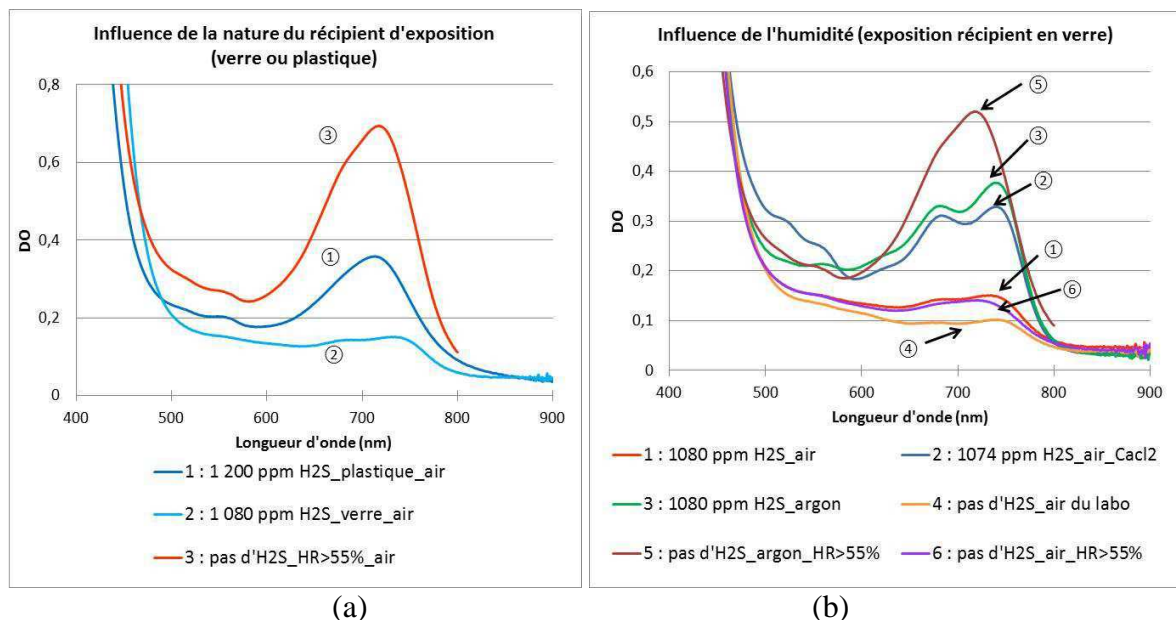 Influence de la nature du récipient d'exposition
(verre ou plastique)
0,8
0,6
0,4
0,2
0
DO
400 500 600 700 800 900
Longueur d'onde (nm)
③
①
②
1 : 1 200 ppm H2S_plastique_air
2 : 1 080 ppm H2S_verre_air
3 : pas d'H2S_HR>55%_air
(a)
Influence de l'humidité (exposition récipient en verre)
0,6
0,5
0,4
0,3
0,2
0,1
0
DO
400 500 600 700 800 900
Longueur d'onde (nm)
⑤
③
②
①
⑥
④
1 : 1080 ppm H2S_air
2 : 1074 ppm H2S_air_Cacl2
3 : 1080 ppm H2S_argon
4 : pas d'H2S_air du labo
5 : pas d'H2S_argon_HR>55%
6 : pas d'H2S_air_HR>55%
(b)